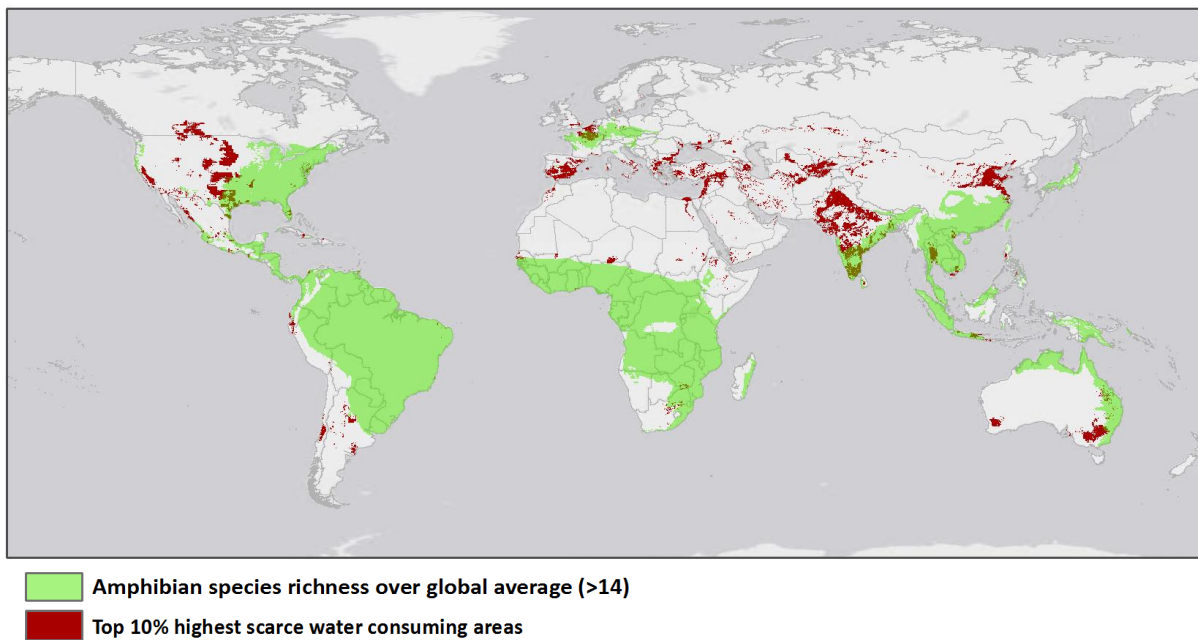 Amphibian species richness over global average (>14)
Top 10% highest scarce water consuming areas